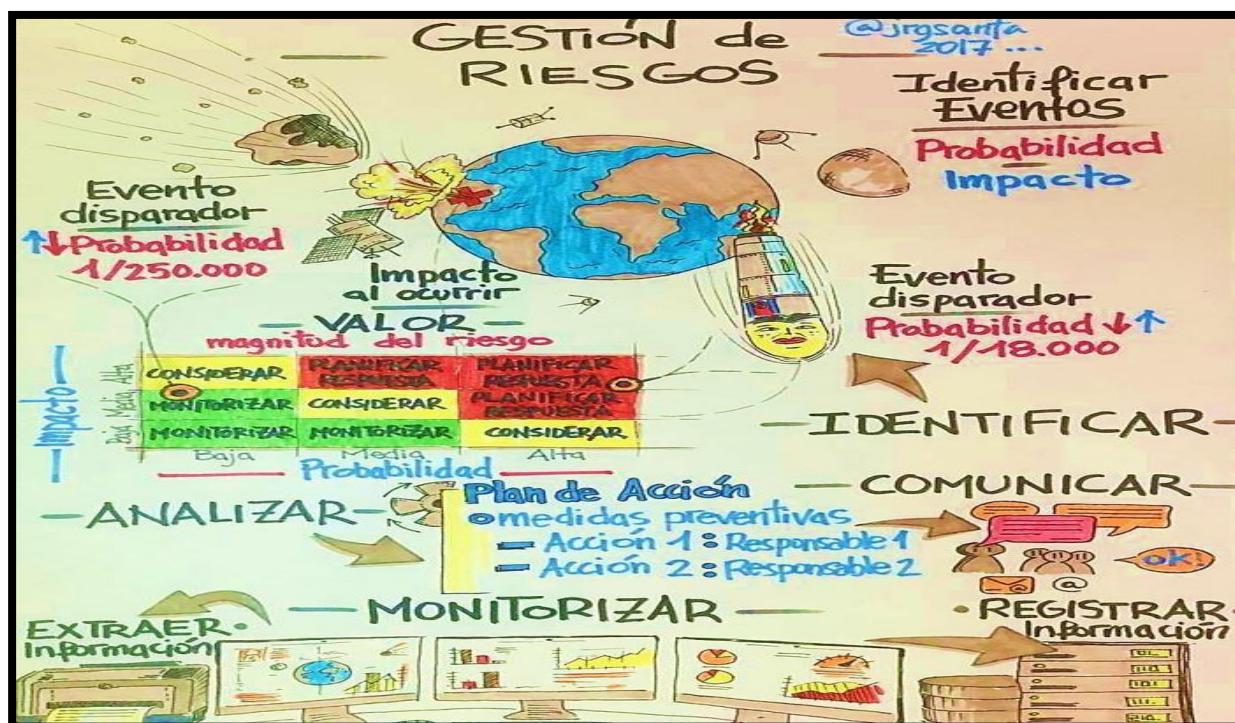 GESTIÓN de
RIESGOS
@jrgsanta
2017...
Identificar
Eventos
Probabilidad
Impacto
Evento
disparador
↑↓Probabilidad
1/250.000
Impacto
al ocurrir
Evento
disparador
Probabilidad↓↑
1/18.000
- VALOR -
magnitud del riesgo
Impacto
Alta
CONSIDERAR
PLANIFICAR
RESPUESTA
PLANIFICAR
RESPUESTA
Media
MONITORIZAR
CONSIDERAR
PLANIFICAR
RESPUESTA
Baja
MONITORIZAR
MONITORIZAR
CONSIDERAR
Baja
Media
Alta
Probabilidad
- IDENTIFICAR -
- ANALIZAR -
Plan de Acción
medidas preventivas
- Acción 1: Responsable 1
- Acción 2: Responsable 2
- COMUNICAR -
OK!
@
- MONITORIZAR -
EXTRAER
Información
REGISTRAR
Información